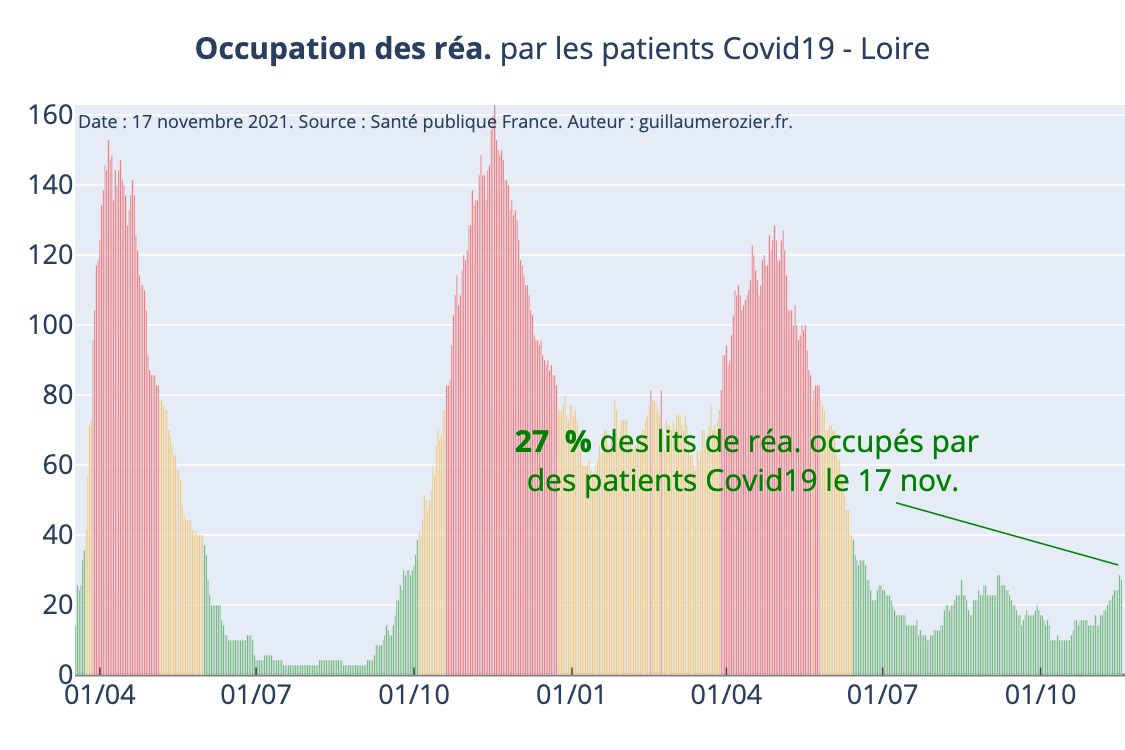 Occupation des réa. par les patients Covid19 - Loire
160
Date : 17 novembre 2021. Source : Santé publique France. Auteur : guillaumerozier.fr.
140
120
100
80
27 % des lits de réa. occupés par
60
des patients Covid19 le 17 nov.
40
20
0
01/04 01/07 01/10 01/01 01/04 01/07 01/10